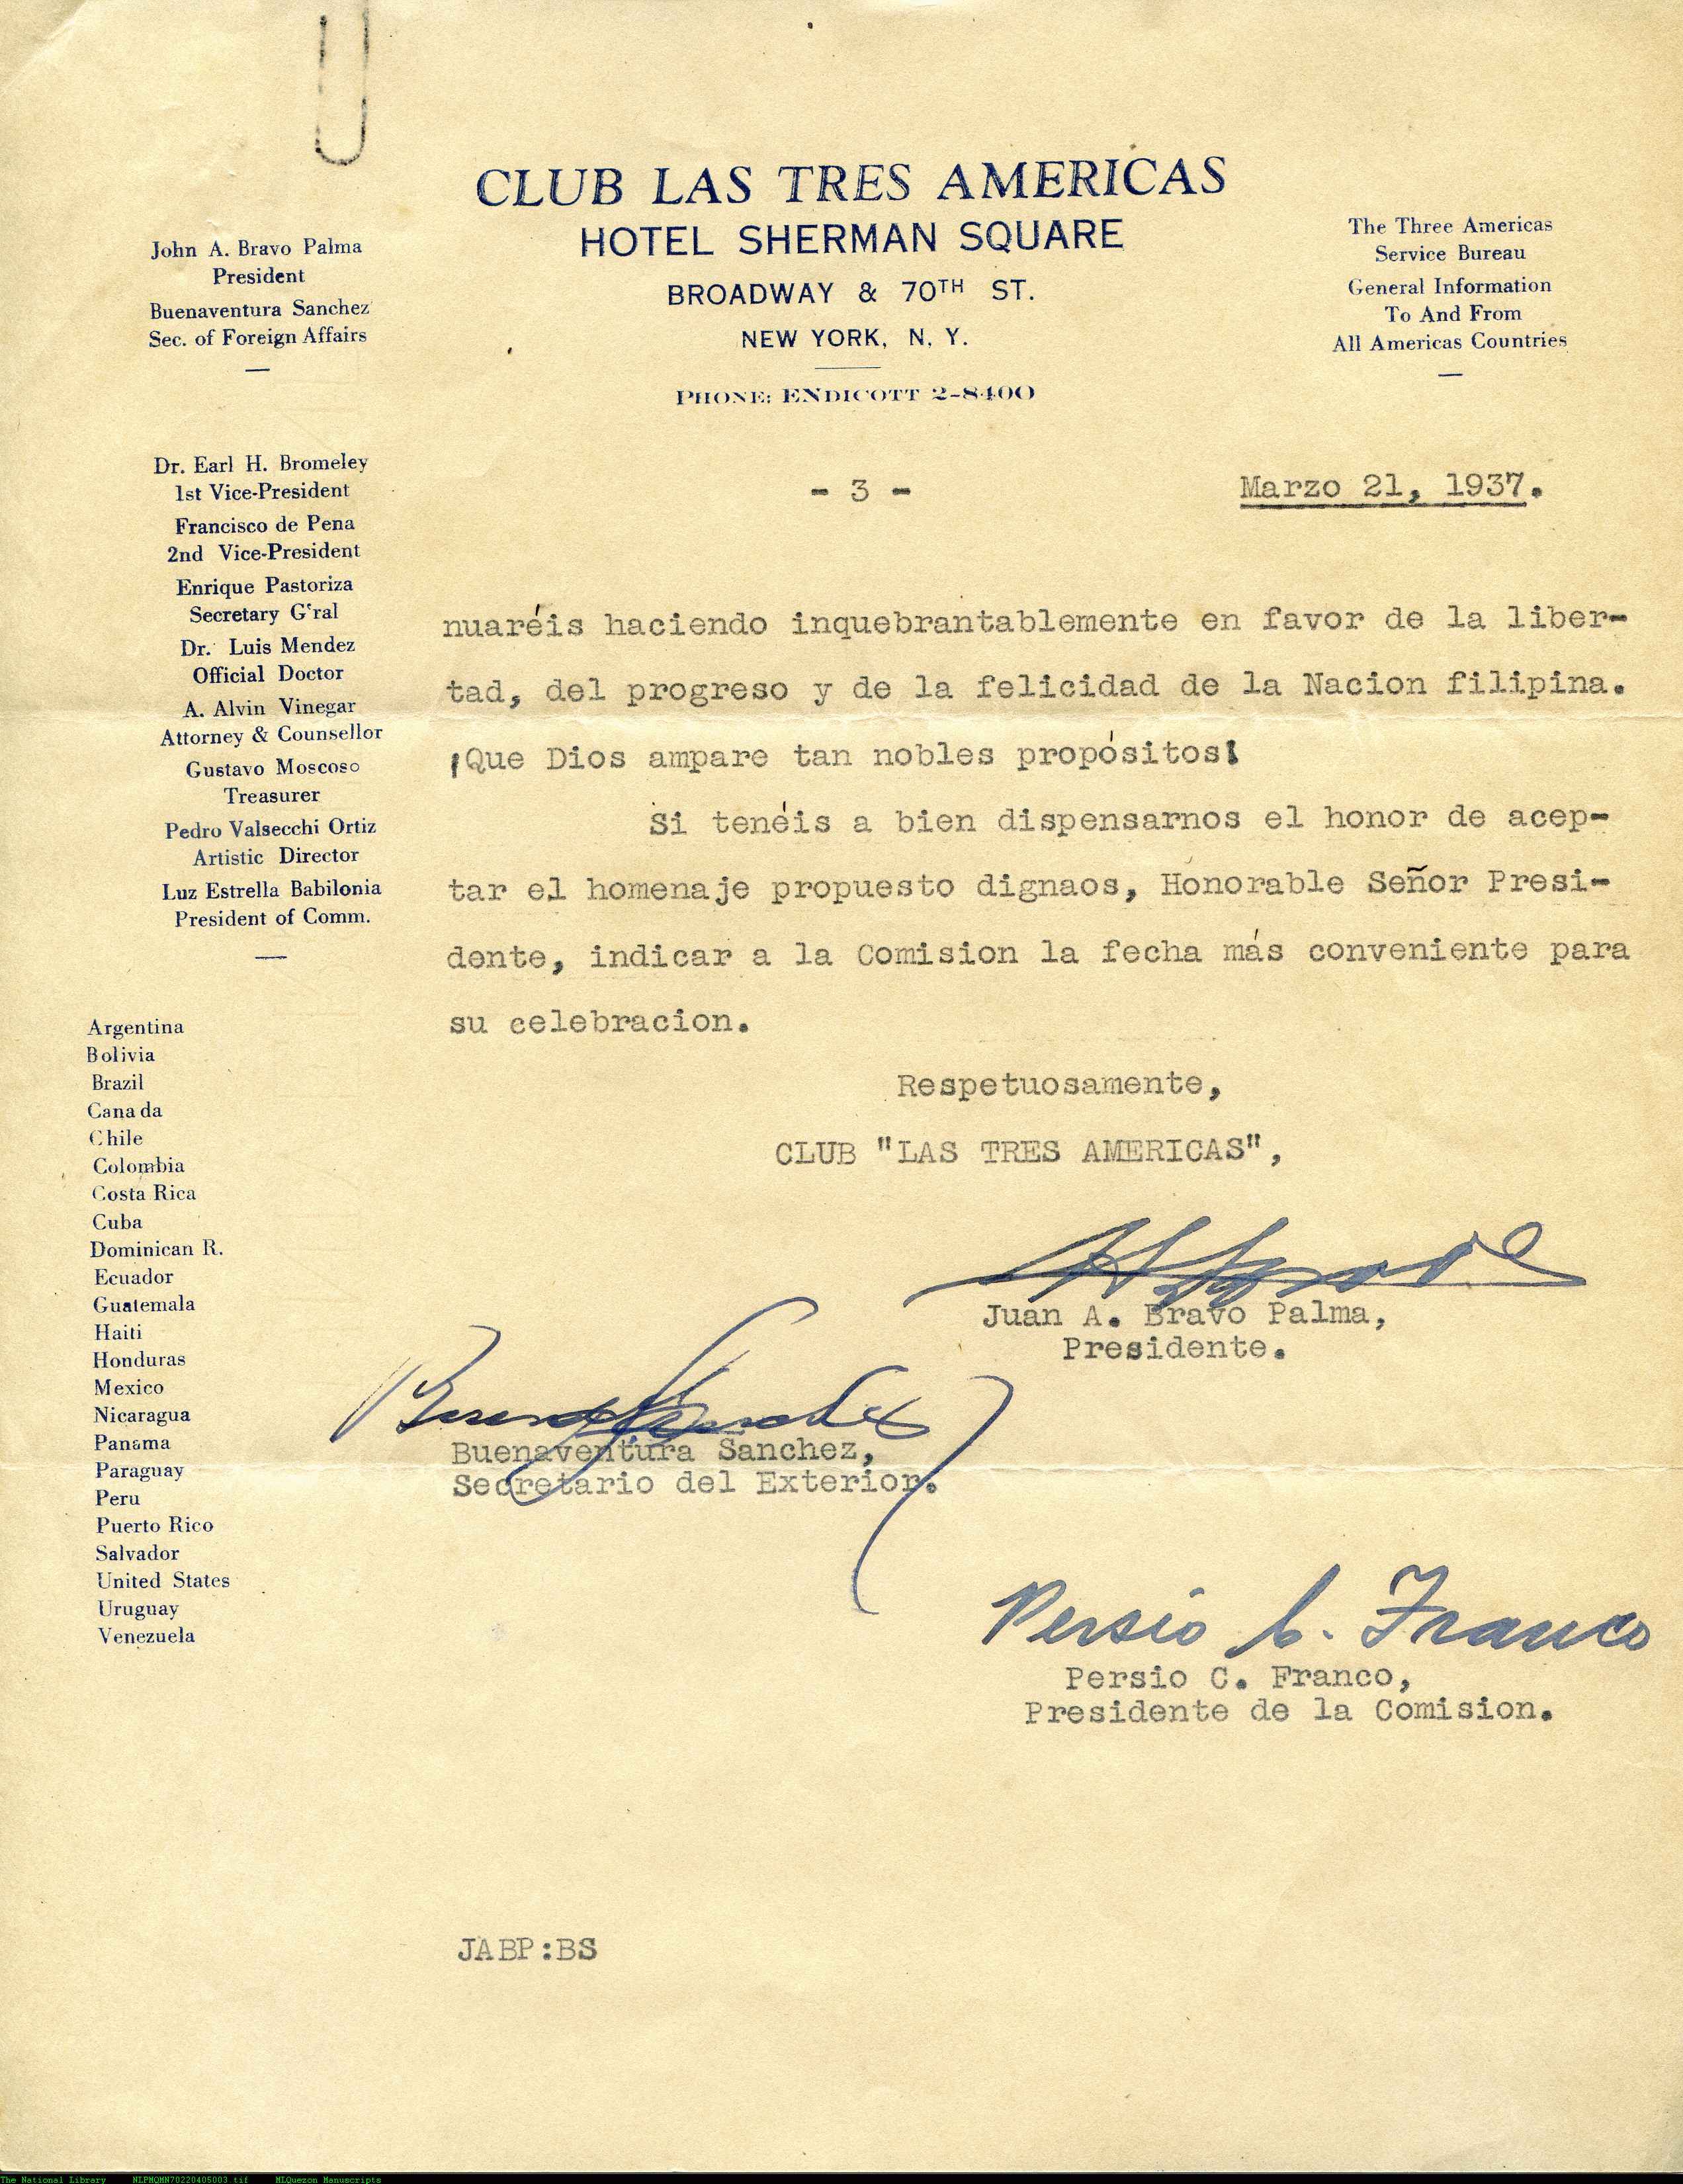 CLUB LAS TRES AMERICAS
HOTEL SHERMAN SQUARE
BROADWAY & 70TH ST.
NEW YORK, N. Y.
PHONE: ENDICOTT 2-8400
John A. Bravo Palma
President
Buenaventura Sanchez
Sec. of Foreign Affairs
The Three Americas
Service Bureau
General Information
To And From
All Americas Countries
Dr. Earl H. Bromeley
1st Vice-President
Francisco de Pena
2nd Vice-President
Enrique Pastoriza
Secretary G'ral
Dr. Luis Mendez
Official Doctor
A. Alvin Vinegar
Attorney & Counsellor
Gustavo Moscoso
Treasurer
Pedro Valsecchi Ortiz
Artistic Director
Luz Estrella Babilonia
President of Comm.
Argentina
Bolivia
Brazil
Canada
Chile
Colombia
Costa Rica
Cuba
Dominican R.
Ecuador
Guatemala
Haiti
Honduras
Mexico
Nicaragua
Panama
Paraguay
Peru
Puerto Rico
Salvador
United States
Uruguay
Venezuela
- 3 -
Marzo 21, 1937.
nuaréis haciendo inquebrantablemente en favor de la liber-
tad, del progreso y de la felicidad de la Nacion filipina.
¡Que Dios ampare tan nobles propósitos!
Si tenéis a bien dispensarnos el honor de acep-
tar el homenaje propuesto dignaos, Honorable Señor Presi-
dente, indicar a la Comision la fecha más conveniente para
su celebracion.
Respetuosamente,
CLUB "LAS TRES AMERICAS",
Juan A. Bravo Palma,
Presidente.
Buenaventura Sanchez,
Secretario del Exterior.
Persio C. Franco
Persio C. Franco,
Presidente de la Comision.
JABP:BS
The National Library NLPMQMN70220405003.tif MLQuezon Manuscripts